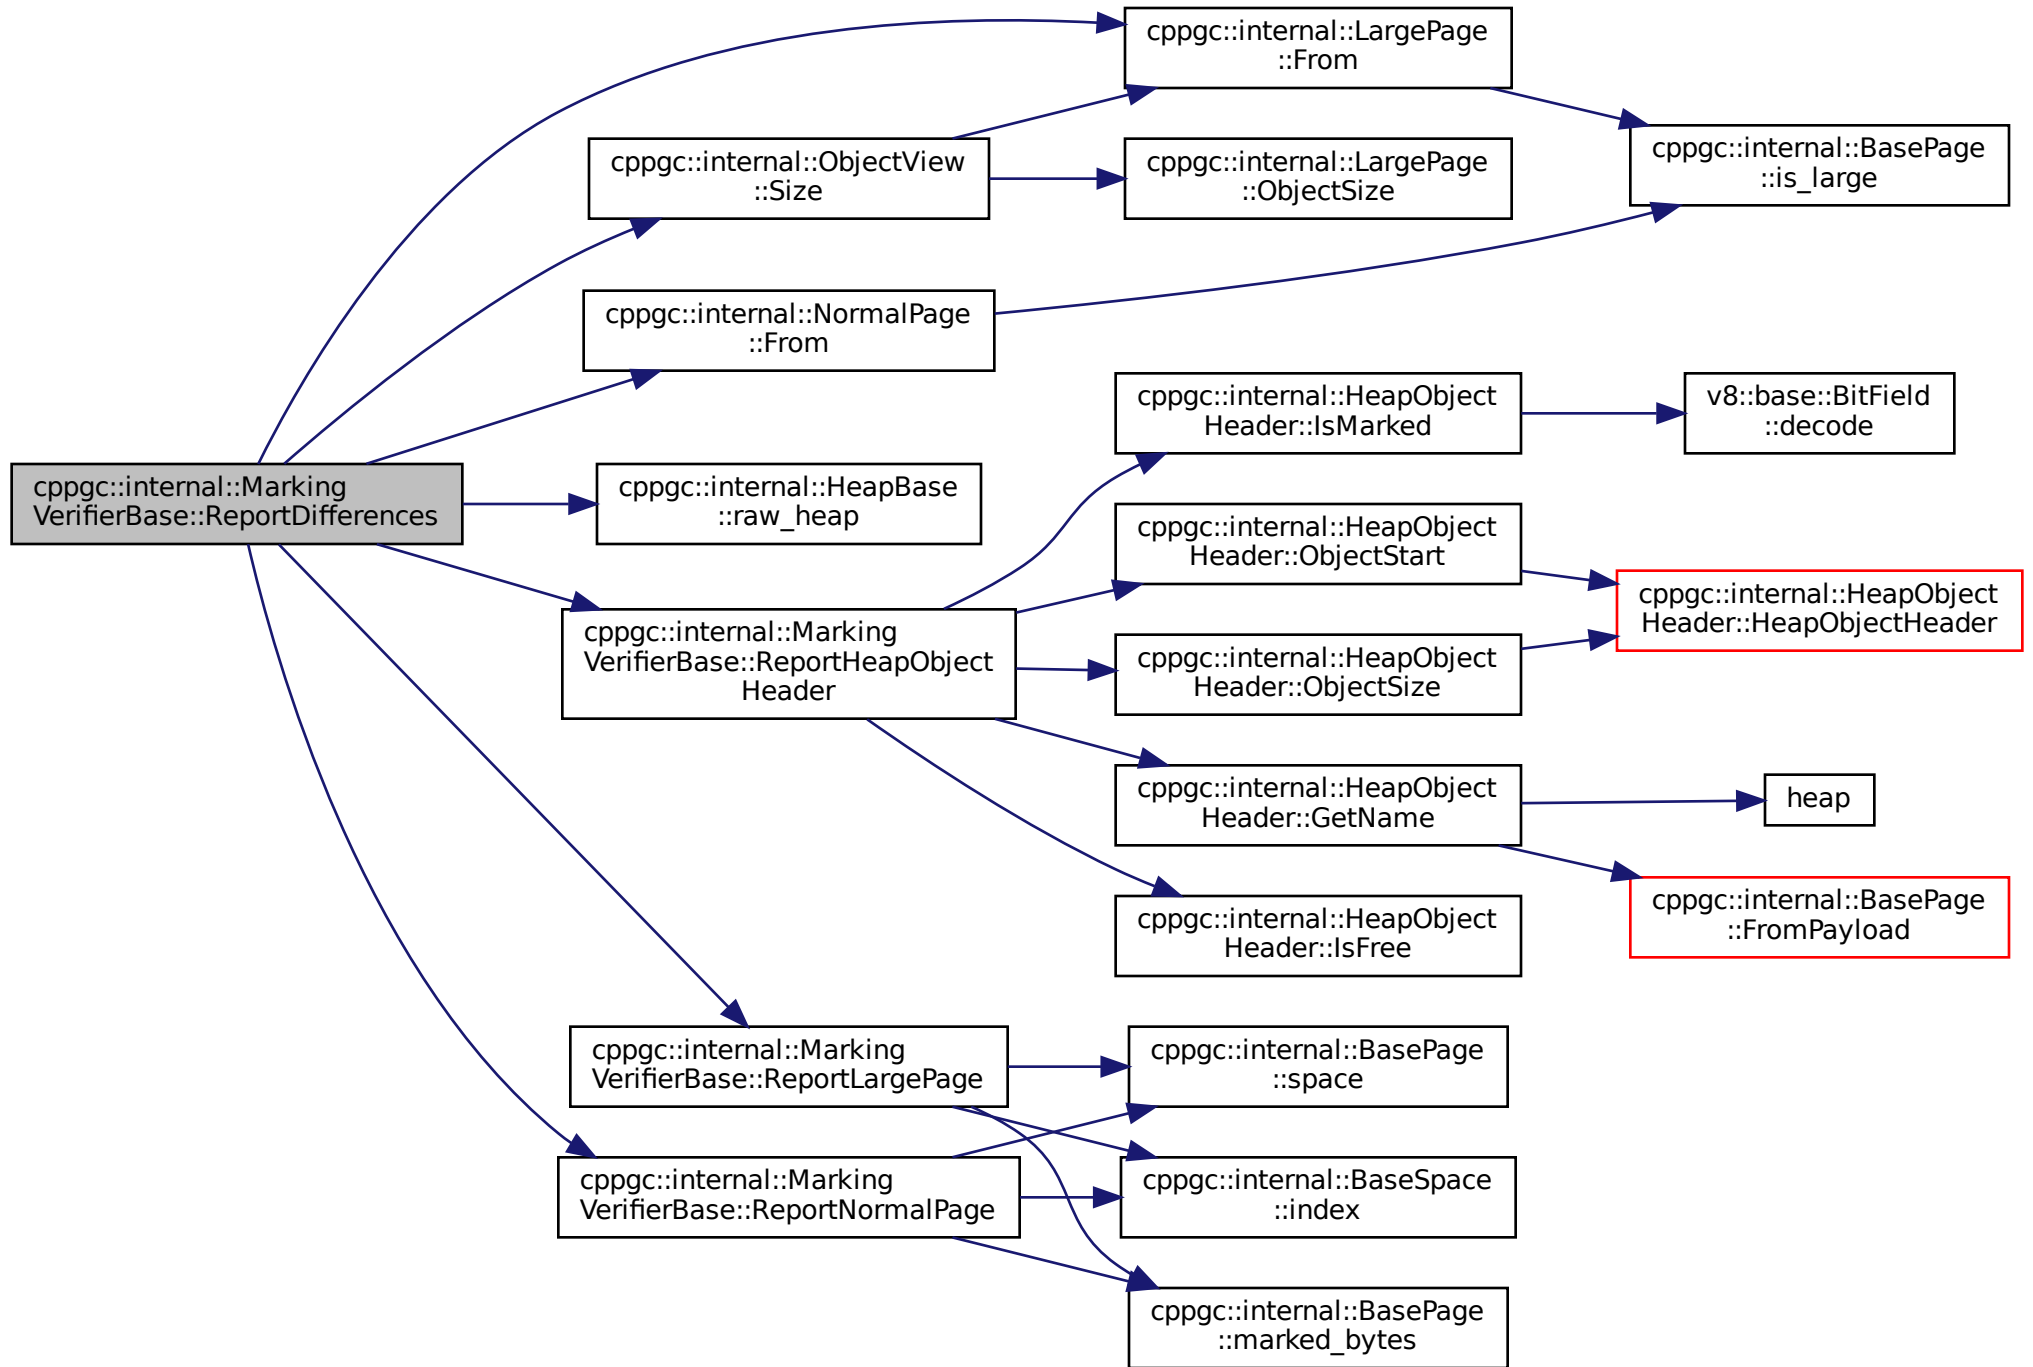 cppgc::internal::Marking
VerifierBase::ReportDifferences
cppgc::internal::LargePage
::From
cppgc::internal::ObjectView
::Size
cppgc::internal::LargePage
::ObjectSize
cppgc::internal::BasePage
::is_large
cppgc::internal::NormalPage
::From
cppgc::internal::HeapBase
::raw_heap
cppgc::internal::Marking
VerifierBase::ReportHeapObject
Header
cppgc::internal::HeapObject
Header::IsMarked
v8::base::BitField
::decode
cppgc::internal::HeapObject
Header::ObjectStart
cppgc::internal::HeapObject
Header::HeapObjectHeader
cppgc::internal::HeapObject
Header::ObjectSize
cppgc::internal::HeapObject
Header::GetName
heap
cppgc::internal::BasePage
::FromPayload
cppgc::internal::HeapObject
Header::IsFree
cppgc::internal::Marking
VerifierBase::ReportLargePage
cppgc::internal::BasePage
::space
cppgc::internal::Marking
VerifierBase::ReportNormalPage
cppgc::internal::BaseSpace
::index
cppgc::internal::BasePage
::marked_bytes